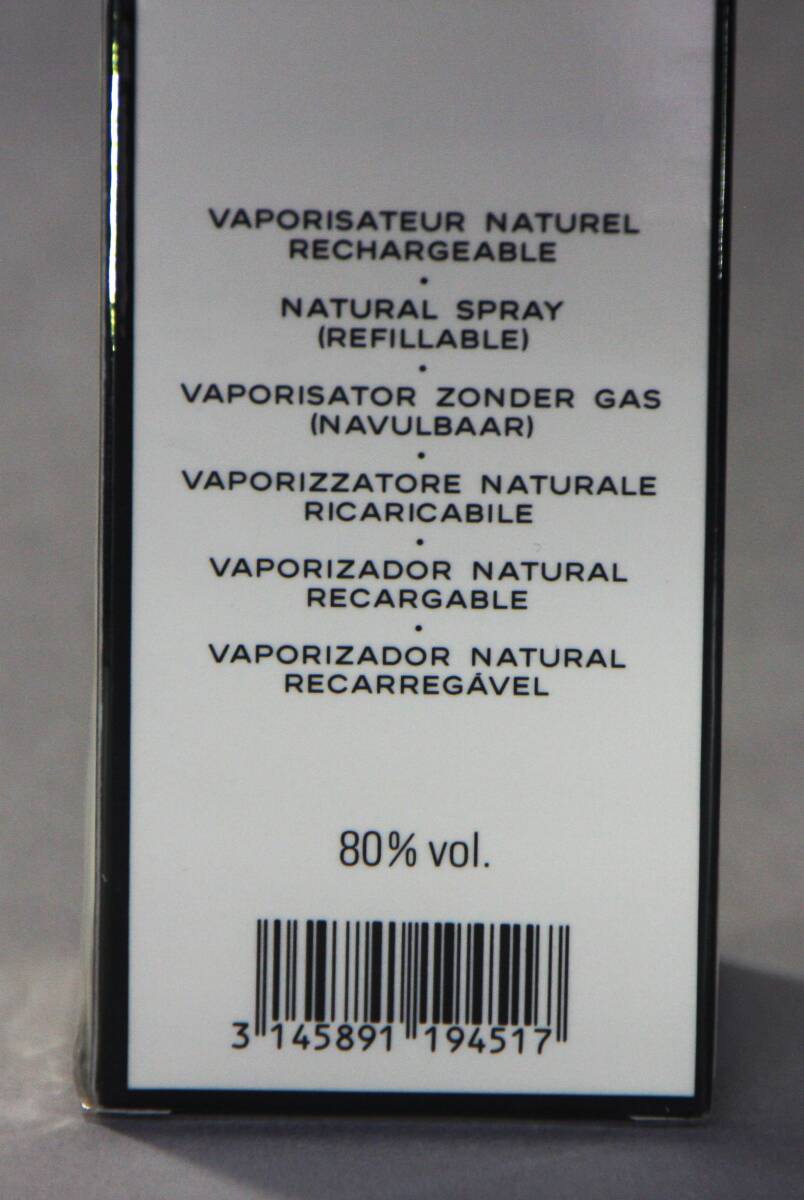 VAPORISATEUR NATUREL
RECHARGEABLE
•
NATURAL SPRAY
(REFILLABLE)
•
VAPORISATOR ZONDER GAS
(NAVULBAAR)
•
VAPORIZZATORE NATURALE
RICARICABILE
•
VAPORIZADOR NATURAL
RECARGABLE
•
VAPORIZADOR NATURAL
RECARREGÁVEL
80% vol.
3 145891 194517